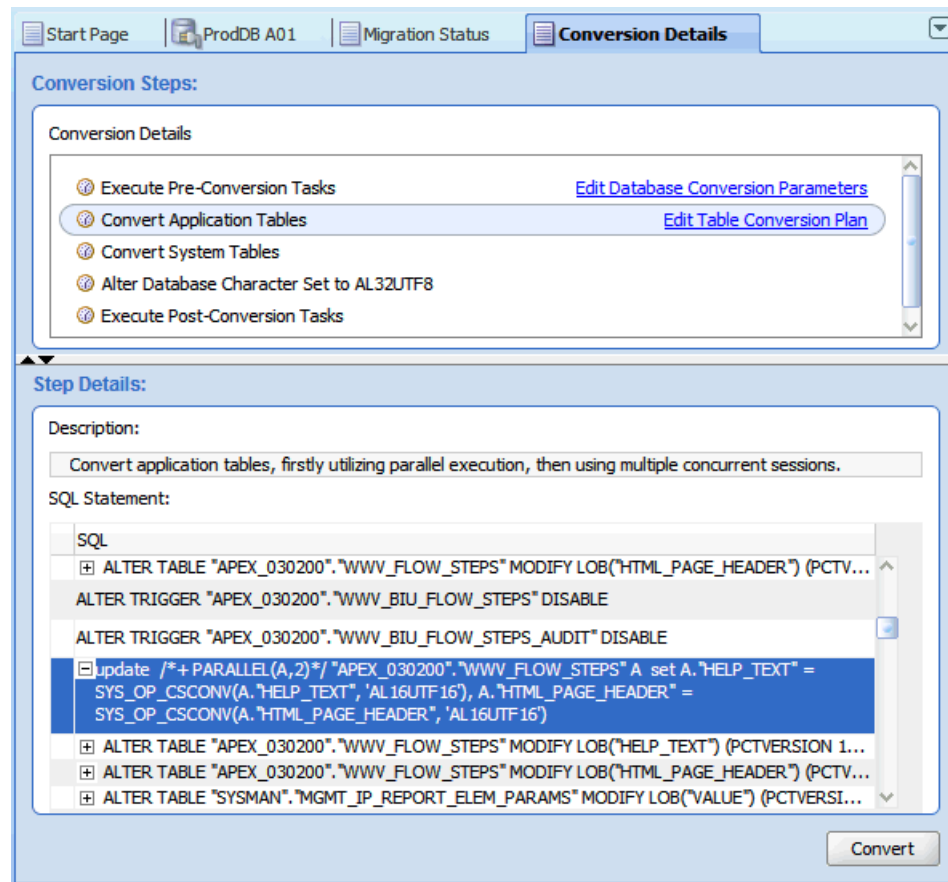 Start Page ProdDB A01 Migration Status Conversion Details
Conversion Steps:
Conversion Details
Execute Pre-Conversion Tasks Edit Database Conversion Parameters
Convert Application Tables Edit Table Conversion Plan
Convert System Tables
Alter Database Character Set to AL32UTF8
Execute Post-Conversion Tasks
Step Details:
Description:
Convert application tables, firstly utilizing parallel execution, then using multiple concurrent sessions.
SQL Statement:
SQL
ALTER TABLE "APEX_030200"."WWV_FLOW_STEPS" MODIFY LOB("HTML_PAGE_HEADER") (PCTV...
ALTER TRIGGER "APEX_030200"."WWV_BIU_FLOW_STEPS" DISABLE
ALTER TRIGGER "APEX_030200"."WWV_BIU_FLOW_STEPS_AUDIT" DISABLE
update /*+ PARALLEL(A,2)*/ "APEX_030200"."WWV_FLOW_STEPS" A set A."HELP_TEXT" =
SYS_OP_CSCONV(A."HELP_TEXT", 'AL16UTF16'), A."HTML_PAGE_HEADER" =
SYS_OP_CSCONV(A."HTML_PAGE_HEADER", 'AL16UTF16')
ALTER TABLE "APEX_030200"."WWV_FLOW_STEPS" MODIFY LOB("HELP_TEXT") (PCTVERSION 1...
ALTER TABLE "APEX_030200"."WWV_FLOW_STEPS" MODIFY LOB("HTML_PAGE_HEADER") (PCTV...
ALTER TABLE "SYSMAN"."MGMT_IP_REPORT_ELEM_PARAMS" MODIFY LOB("VALUE") (PCTVERSI...
Convert